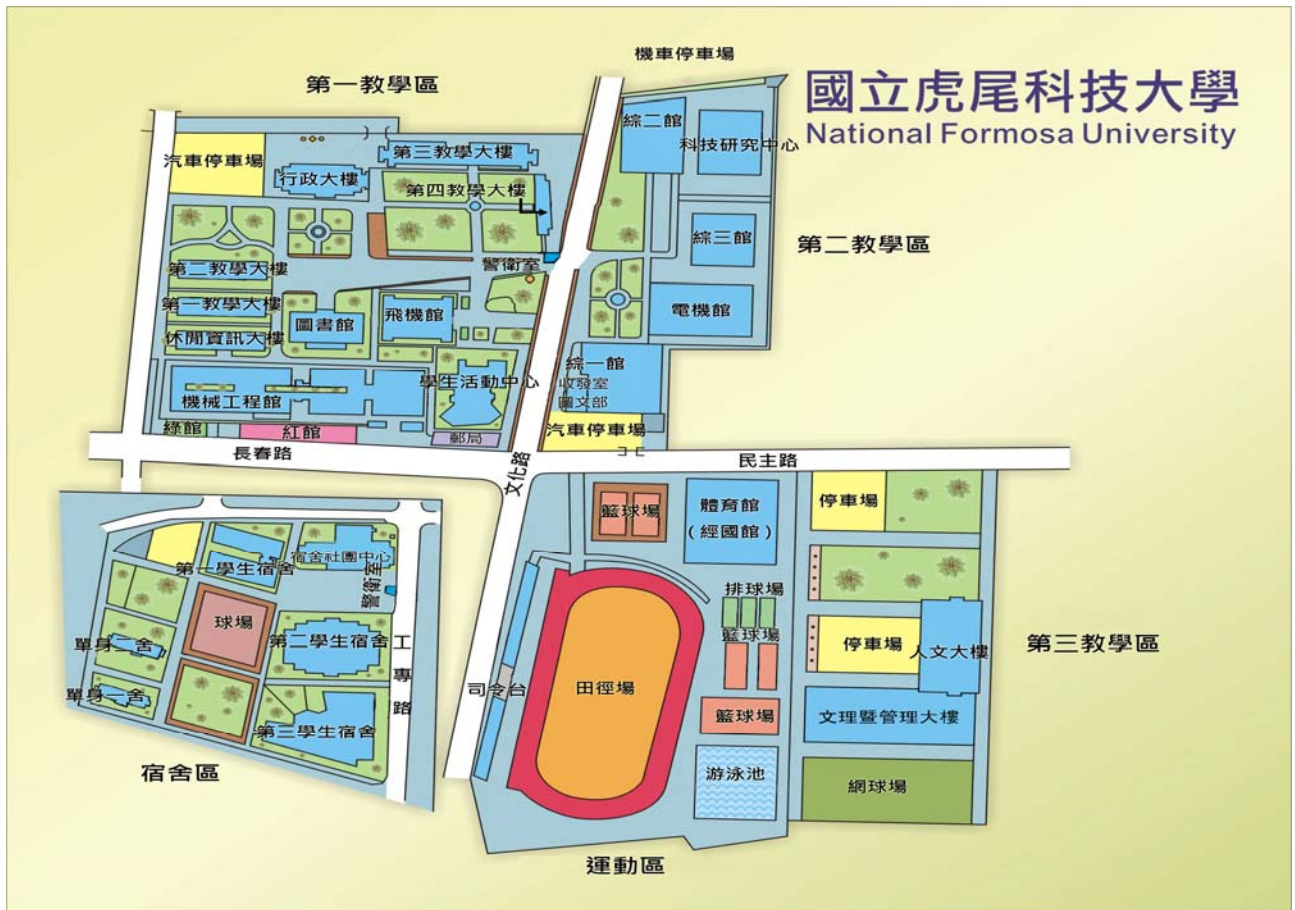 機車停車場
國立虎尾科技大學
National Formosa University
第一教學區
綜二館
科技研究中心
汽車停車場
第三教學大樓
行政大樓
第四教學大樓
綜三館
第二教學區
警衛室
第二教學大樓
第一教學大樓
圖書館
飛機館
電機館
休閒資訊大樓
綜一館
收發室
圖文部
學生活動中心
機械工程館
綠館
紅館
郵局
汽車停車場
長春路
文化路
民主路
籃球場
體育館
(經國館)
停車場
宿舍社團中心
第一學生宿舍
警衛室
排球場
籃球場
球場
單身二舍
第二學生宿舍
工專路
停車場
人文大樓
第三教學區
單身一舍
司令台
田徑場
第三學生宿舍
籃球場
文理暨管理大樓
宿舍區
游泳池
網球場
運動區